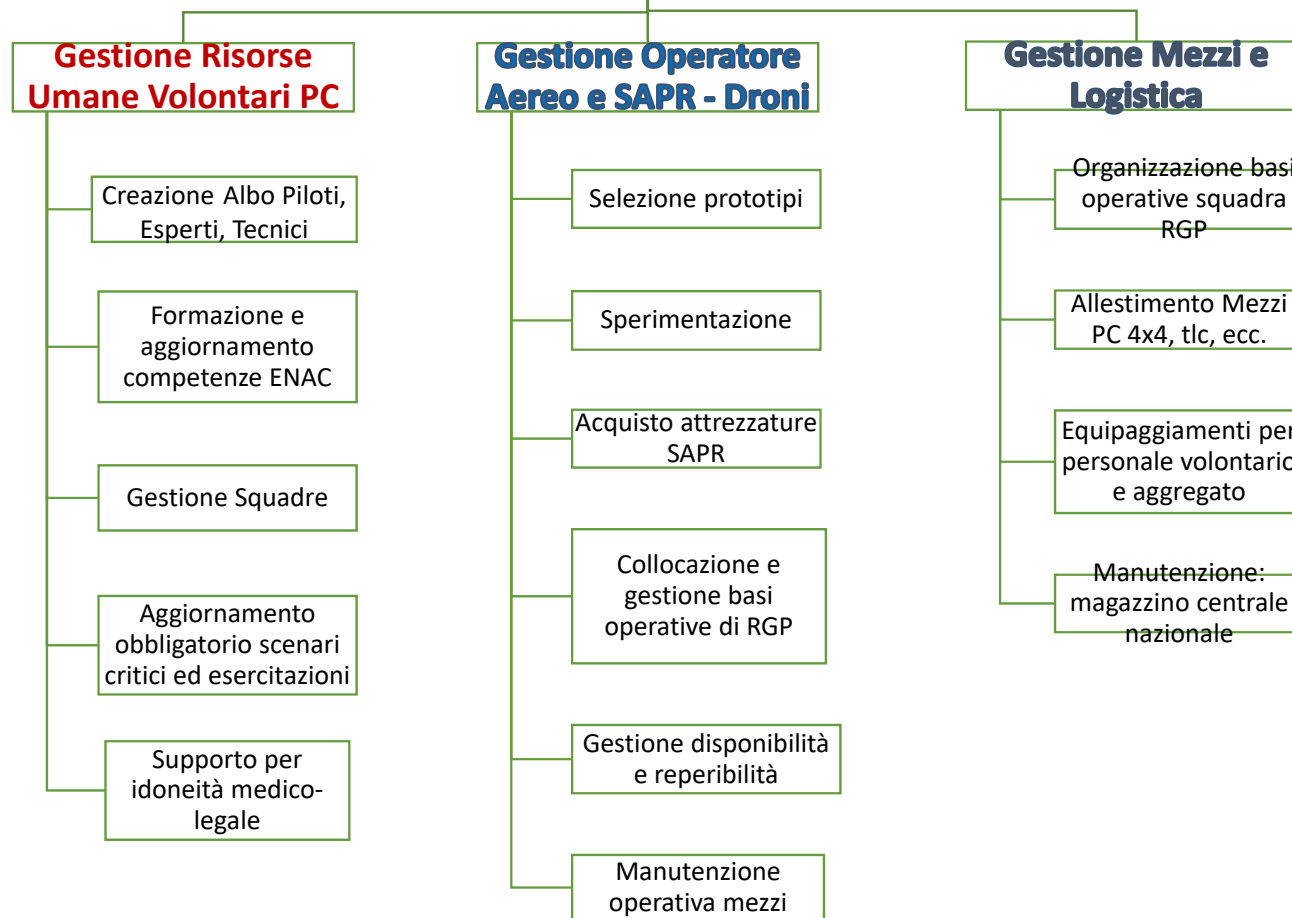 Gestione Risorse
Umane Volontari PC
Creazione Albo Piloti,
Esperti, Tecnici
Formazione e
aggiornamento
competenze ENAC
Gestione Squadre
Aggiornamento
obbligatorio scenari
critici ed esercitazioni
Supporto per
idoneità medico-
legale
Gestione Operatore
Aereo e SAPR - Droni
Selezione prototipi
Sperimentazione
Acquisto attrezzature
SAPR
Collocazione e
gestione basi
operative di RGP
Gestione disponibilità
e reperibilità
Manutenzione
operativa mezzi
Gestione Mezzi e
Logistica
Organizzazione basi
operative squadra
RGP
Allestimento Mezzi
PC 4x4, tlc, ecc.
Equipaggiamenti per
personale volontario
e aggregato
Manutenzione:
magazzino centrale
nazionale